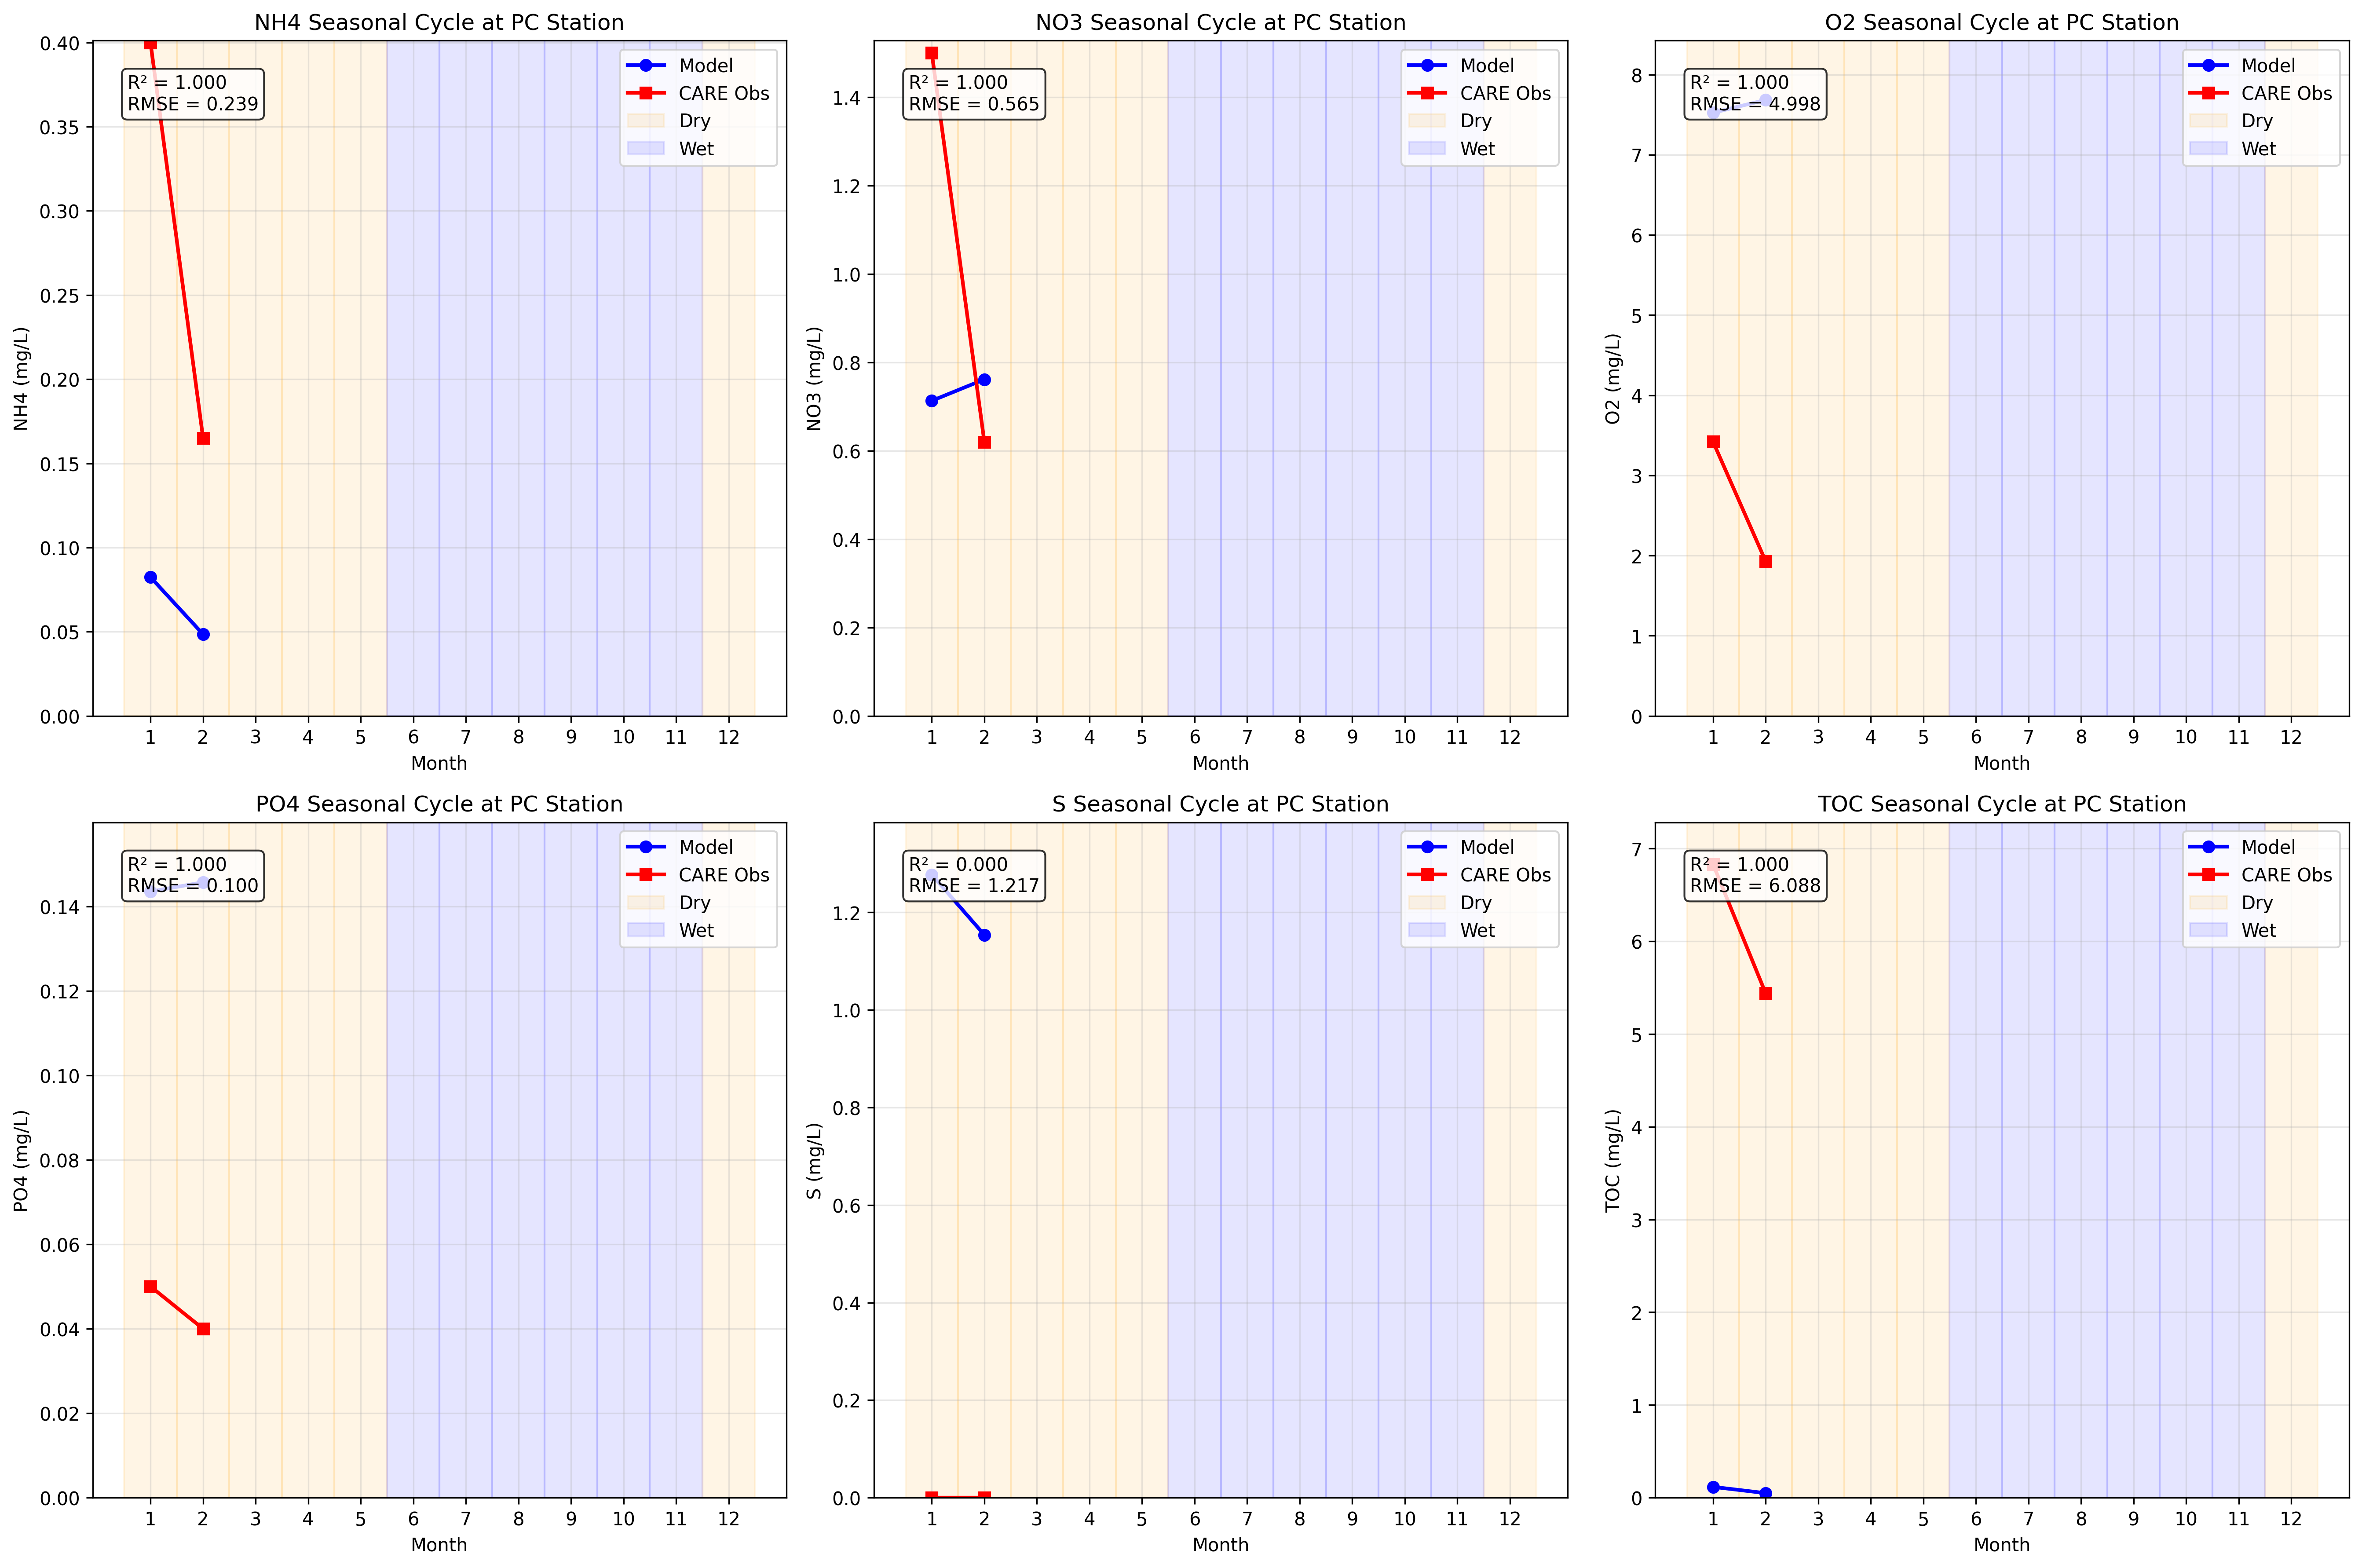 NH4 Seasonal Cycle at PC Station
R² = 1.000
RMSE = 0.239
Model
CARE Obs
Dry
Wet
NH4 (mg/L)
0.40
0.35
0.30
0.25
0.20
0.15
0.10
0.05
0.00
1 2 3 4 5 6 7 8 9 10 11 12
Month
NO3 Seasonal Cycle at PC Station
R² = 1.000
RMSE = 0.565
Model
CARE Obs
Dry
Wet
NO3 (mg/L)
1.4
1.2
1.0
0.8
0.6
0.4
0.2
0.0
1 2 3 4 5 6 7 8 9 10 11 12
Month
O2 Seasonal Cycle at PC Station
R² = 1.000
RMSE = 4.998
Model
CARE Obs
Dry
Wet
O2 (mg/L)
8
7
6
5
4
3
2
1
0
1 2 3 4 5 6 7 8 9 10 11 12
Month
PO4 Seasonal Cycle at PC Station
R² = 1.000
RMSE = 0.100
Model
CARE Obs
Dry
Wet
PO4 (mg/L)
0.14
0.12
0.10
0.08
0.06
0.04
0.02
0.00
1 2 3 4 5 6 7 8 9 10 11 12
Month
S Seasonal Cycle at PC Station
R² = 0.000
RMSE = 1.217
Model
CARE Obs
Dry
Wet
S (mg/L)
1.2
1.0
0.8
0.6
0.4
0.2
0.0
1 2 3 4 5 6 7 8 9 10 11 12
Month
TOC Seasonal Cycle at PC Station
R² = 1.000
RMSE = 6.088
Model
CARE Obs
Dry
Wet
TOC (mg/L)
7
6
5
4
3
2
1
0
1 2 3 4 5 6 7 8 9 10 11 12
Month